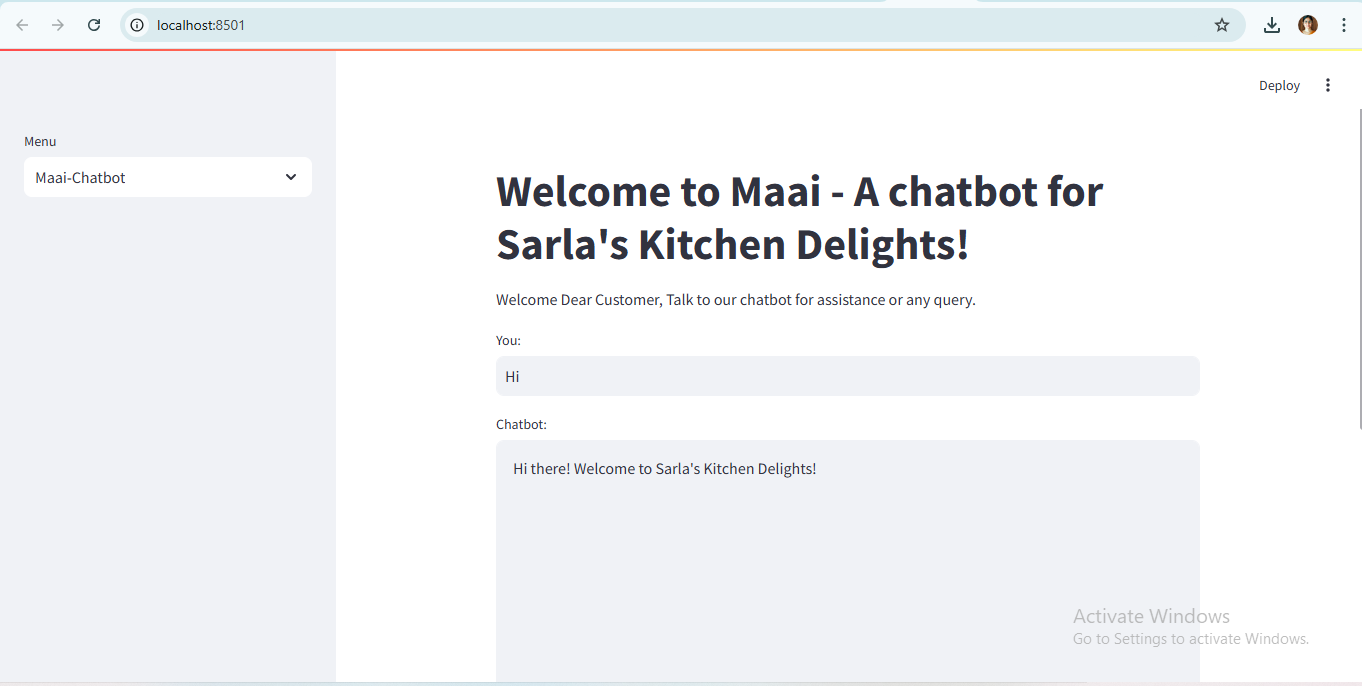 localhost:8501
Deploy
Menu
Maai-Chatbot
Welcome to Maai - A chatbot for
Sarla's Kitchen Delights!
Welcome Dear Customer, Talk to our chatbot for assistance or any query.
You:
Hi
Chatbot:
Hi there! Welcome to Sarla's Kitchen Delights!
Activate Windows
Go to Settings to activate Windows.